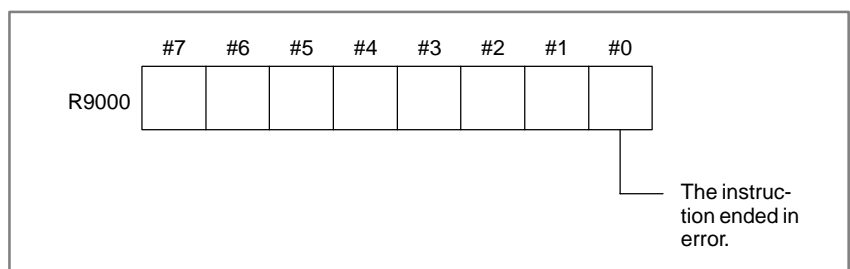 #7 #6 #5 #4 #3 #2 #1 #0
R9000
The instruc-
tion ended in
error.